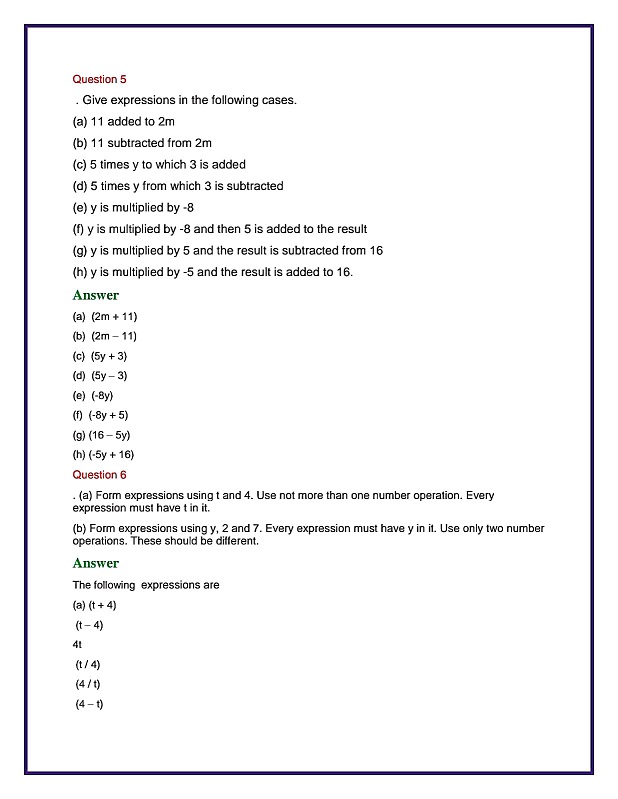 Question 5
. Give expressions in the following cases.
(a) 11 added to 2m
(b) 11 subtracted from 2m
(c) 5 times y to which 3 is added
(d) 5 times y from which 3 is subtracted
(e) y is multiplied by -8
(f) y is multiplied by -8 and then 5 is added to the result
(g) y is multiplied by 5 and the result is subtracted from 16
(h) y is multiplied by -5 and the result is added to 16.
Answer
(a) (2m + 11)
(b) (2m – 11)
(c) (5y + 3)
(d) (5y – 3)
(e) (-8y)
(f) (-8y + 5)
(g) (16 – 5y)
(h) (-5y + 16)
Question 6
. (a) Form expressions using t and 4. Use not more than one number operation. Every
expression must have t in it.
(b) Form expressions using y, 2 and 7. Every expression must have y in it. Use only two number
operations. These should be different.
Answer
The following expressions are
(a) (t + 4)
(t – 4)
4t
(t / 4)
(4 / t)
(4 – t)